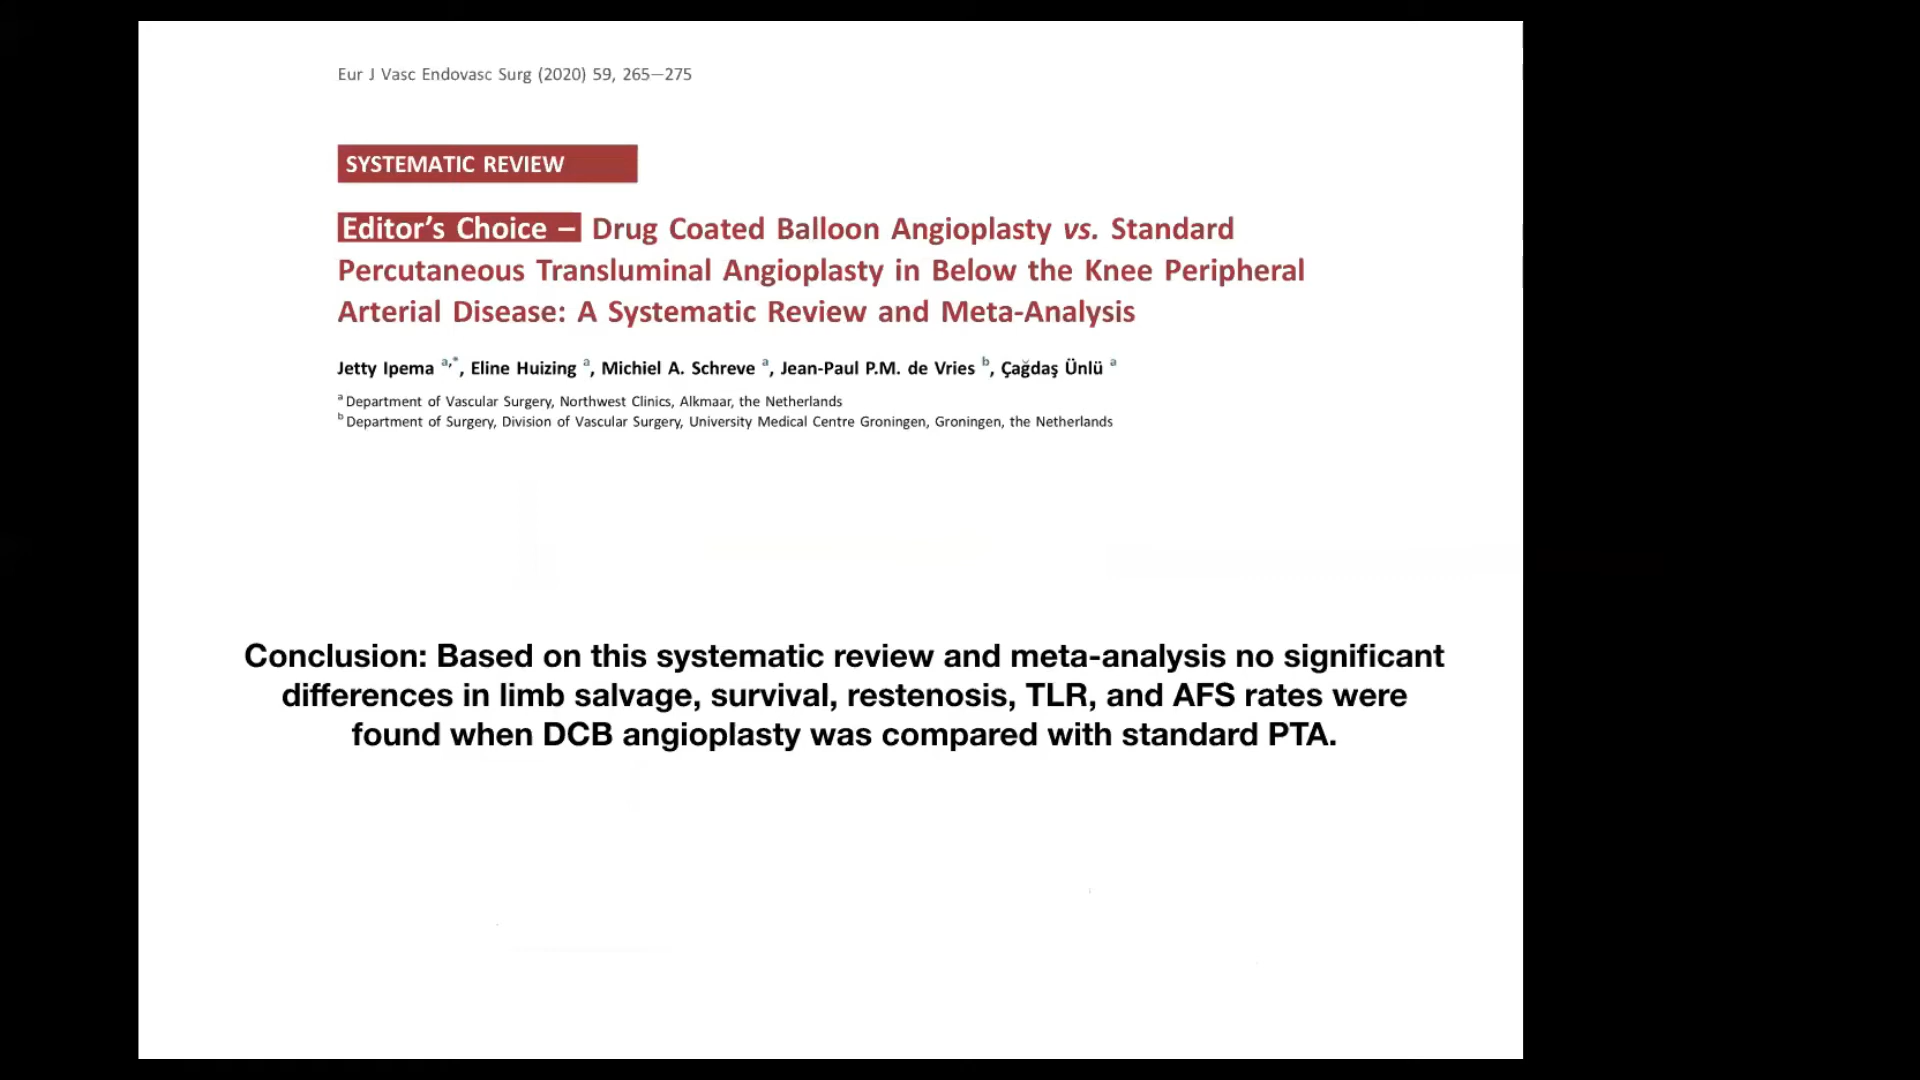 Eur J Vasc Endovasc Surg (2020) 59, 265—275
SYSTEMATIC REVIEW
Editor's Choice – Drug Coated Balloon Angioplasty vs. Standard
Percutaneous Transluminal Angioplasty in Below the Knee Peripheral
Arterial Disease: A Systematic Review and Meta-Analysis
Jetty Ipema a,*, Eline Huizing a, Michiel A. Schreve a, Jean-Paul P.M. de Vries b, Çağdaş Ünlü a
a Department of Vascular Surgery, Northwest Clinics, Alkmaar, the Netherlands
b Department of Surgery, Division of Vascular Surgery, University Medical Centre Groningen, Groningen, the Netherlands
Conclusion: Based on this systematic review and meta-analysis no significant
differences in limb salvage, survival, restenosis, TLR, and AFS rates were
found when DCB angioplasty was compared with standard PTA.